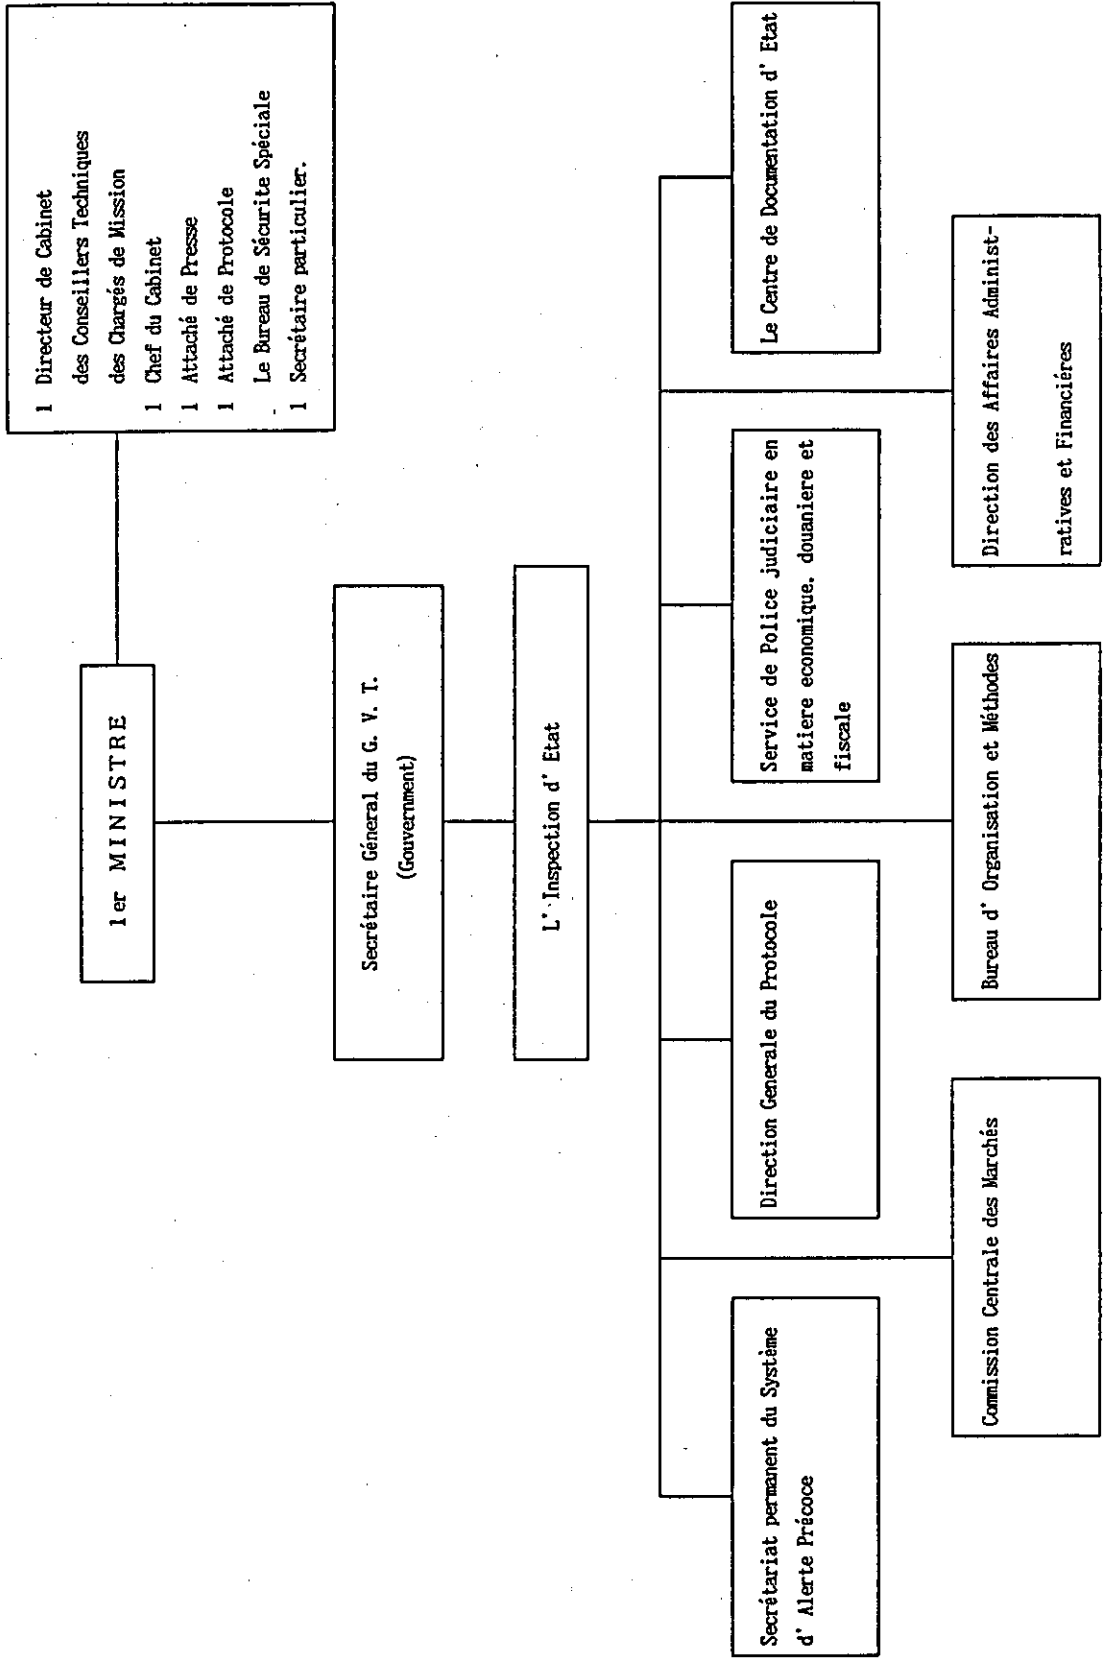 1er MINISTRE
1 Directeur de Cabinet
des Conseillers Techniques
des Chargés de Mission
1 Chef du Cabinet
1 Attaché de Presse
1 Attaché de Protocole
Le Bureau de Sécurite Spéciale
1 Secrétaire particulier.
Secrétaire Géneral du G. V. T.
(Gouvernment)
L' Inspection d' Etat
Secrétariat permanent du Système
d' Alerte Précoce
Direction Generale du Protocole
Service de Police judiciaire en
matiere economique. douaniere et
fiscale
Le Centre de Documentation d' Etat
Commission Centrale des Marchés
Bureau d' Organisation et Méthodes
Direction des Affaires Administ-
ratives et Financiéres